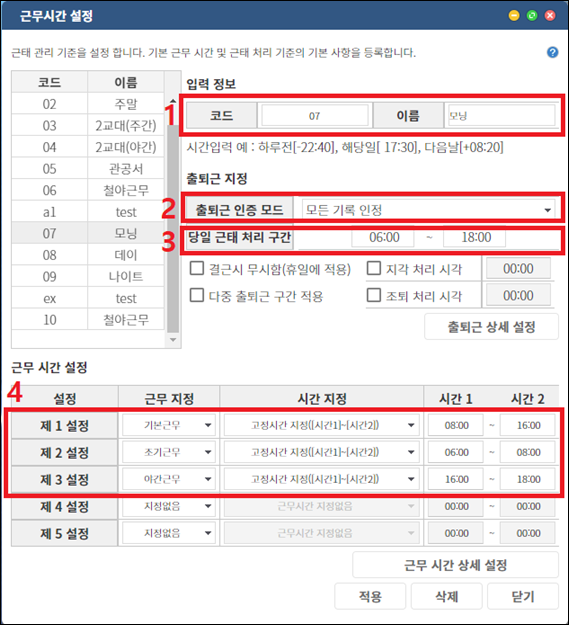 근무시간 설정
근태 관리 기준을 설정 합니다. 기본 근무 시간 및 근태 처리 기준의 기본 사항을 등록합니다. ?
코드 이름
02 주말
03 2교대(주간)
04 2교대(야간)
05 관공서
06 철야근무
a1 test
07 모닝
08 데이
09 나이트
ex test
10 철야근무
입력 정보
1 코드 07 이름 모닝
시간입력 예 : 하루전[-22:40], 해당일[ 17:30], 다음날[+08:20]
출퇴근 지정
2 출퇴근 인증 모드 모든 기록 인정
3 당일 근태 처리 구간 06:00 ~ 18:00
결근시 무시함(휴일에 적용) 지각 처리 시각 00:00
다중 출퇴근 구간 적용 조퇴 처리 시각 00:00
출퇴근 상세 설정
근무 시간 설정
4
설정 근무 지정 시간 지정 시간 1 시간 2
제 1 설정 기본근무 고정시간 지정([시간1]~[시간2]) 08:00 ~ 16:00
제 2 설정 조기근무 고정시간 지정([시간1]~[시간2]) 06:00 ~ 08:00
제 3 설정 야간근무 고정시간 지정([시간1]~[시간2]) 16:00 ~ 18:00
제 4 설정 지정없음 근무시간 지정없음 00:00 ~ 00:00
제 5 설정 지정없음 근무시간 지정없음 00:00 ~ 00:00
근무 시간 상세 설정
적용 삭제 닫기